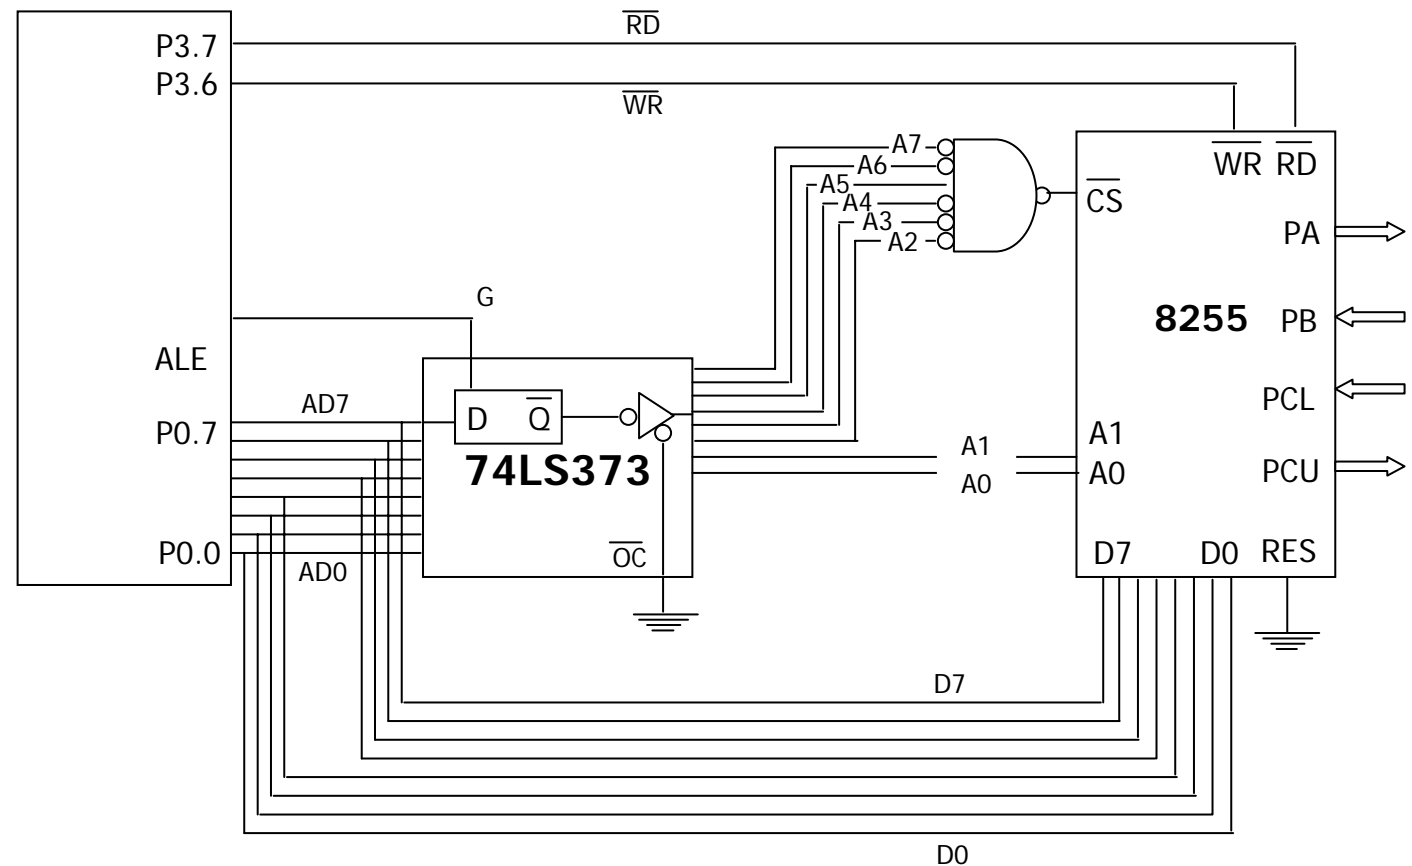 RD
P3.7
P3.6
WR
A7
A6
A5
A4
A3
A2
WR RD
CS
PA
G
8255
PB
ALE
PCL
AD7
P0.7
D Q
74LS373
A1
A1
A0
A0
PCU
OC
P0.0
AD0
D7 D0 RES
D7
D0